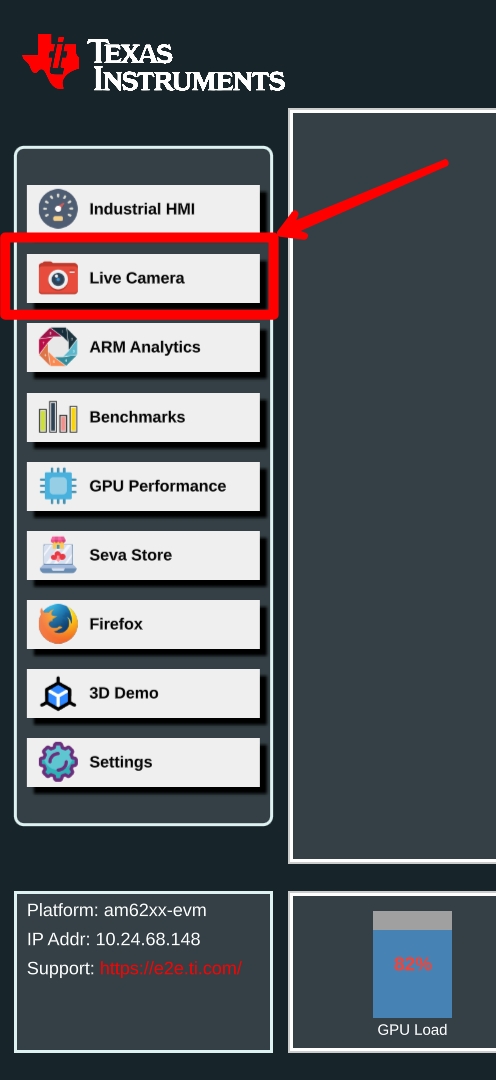 TEXAS
INSTRUMENTS
Industrial HMI
Live Camera
ARM Analytics
Benchmarks
GPU Performance
Seva Store
Firefox
3D Demo
Settings
Platform: am62xx-evm
IP Addr: 10.24.68.148
Support: https://e2e.ti.com/
82%
GPU Load